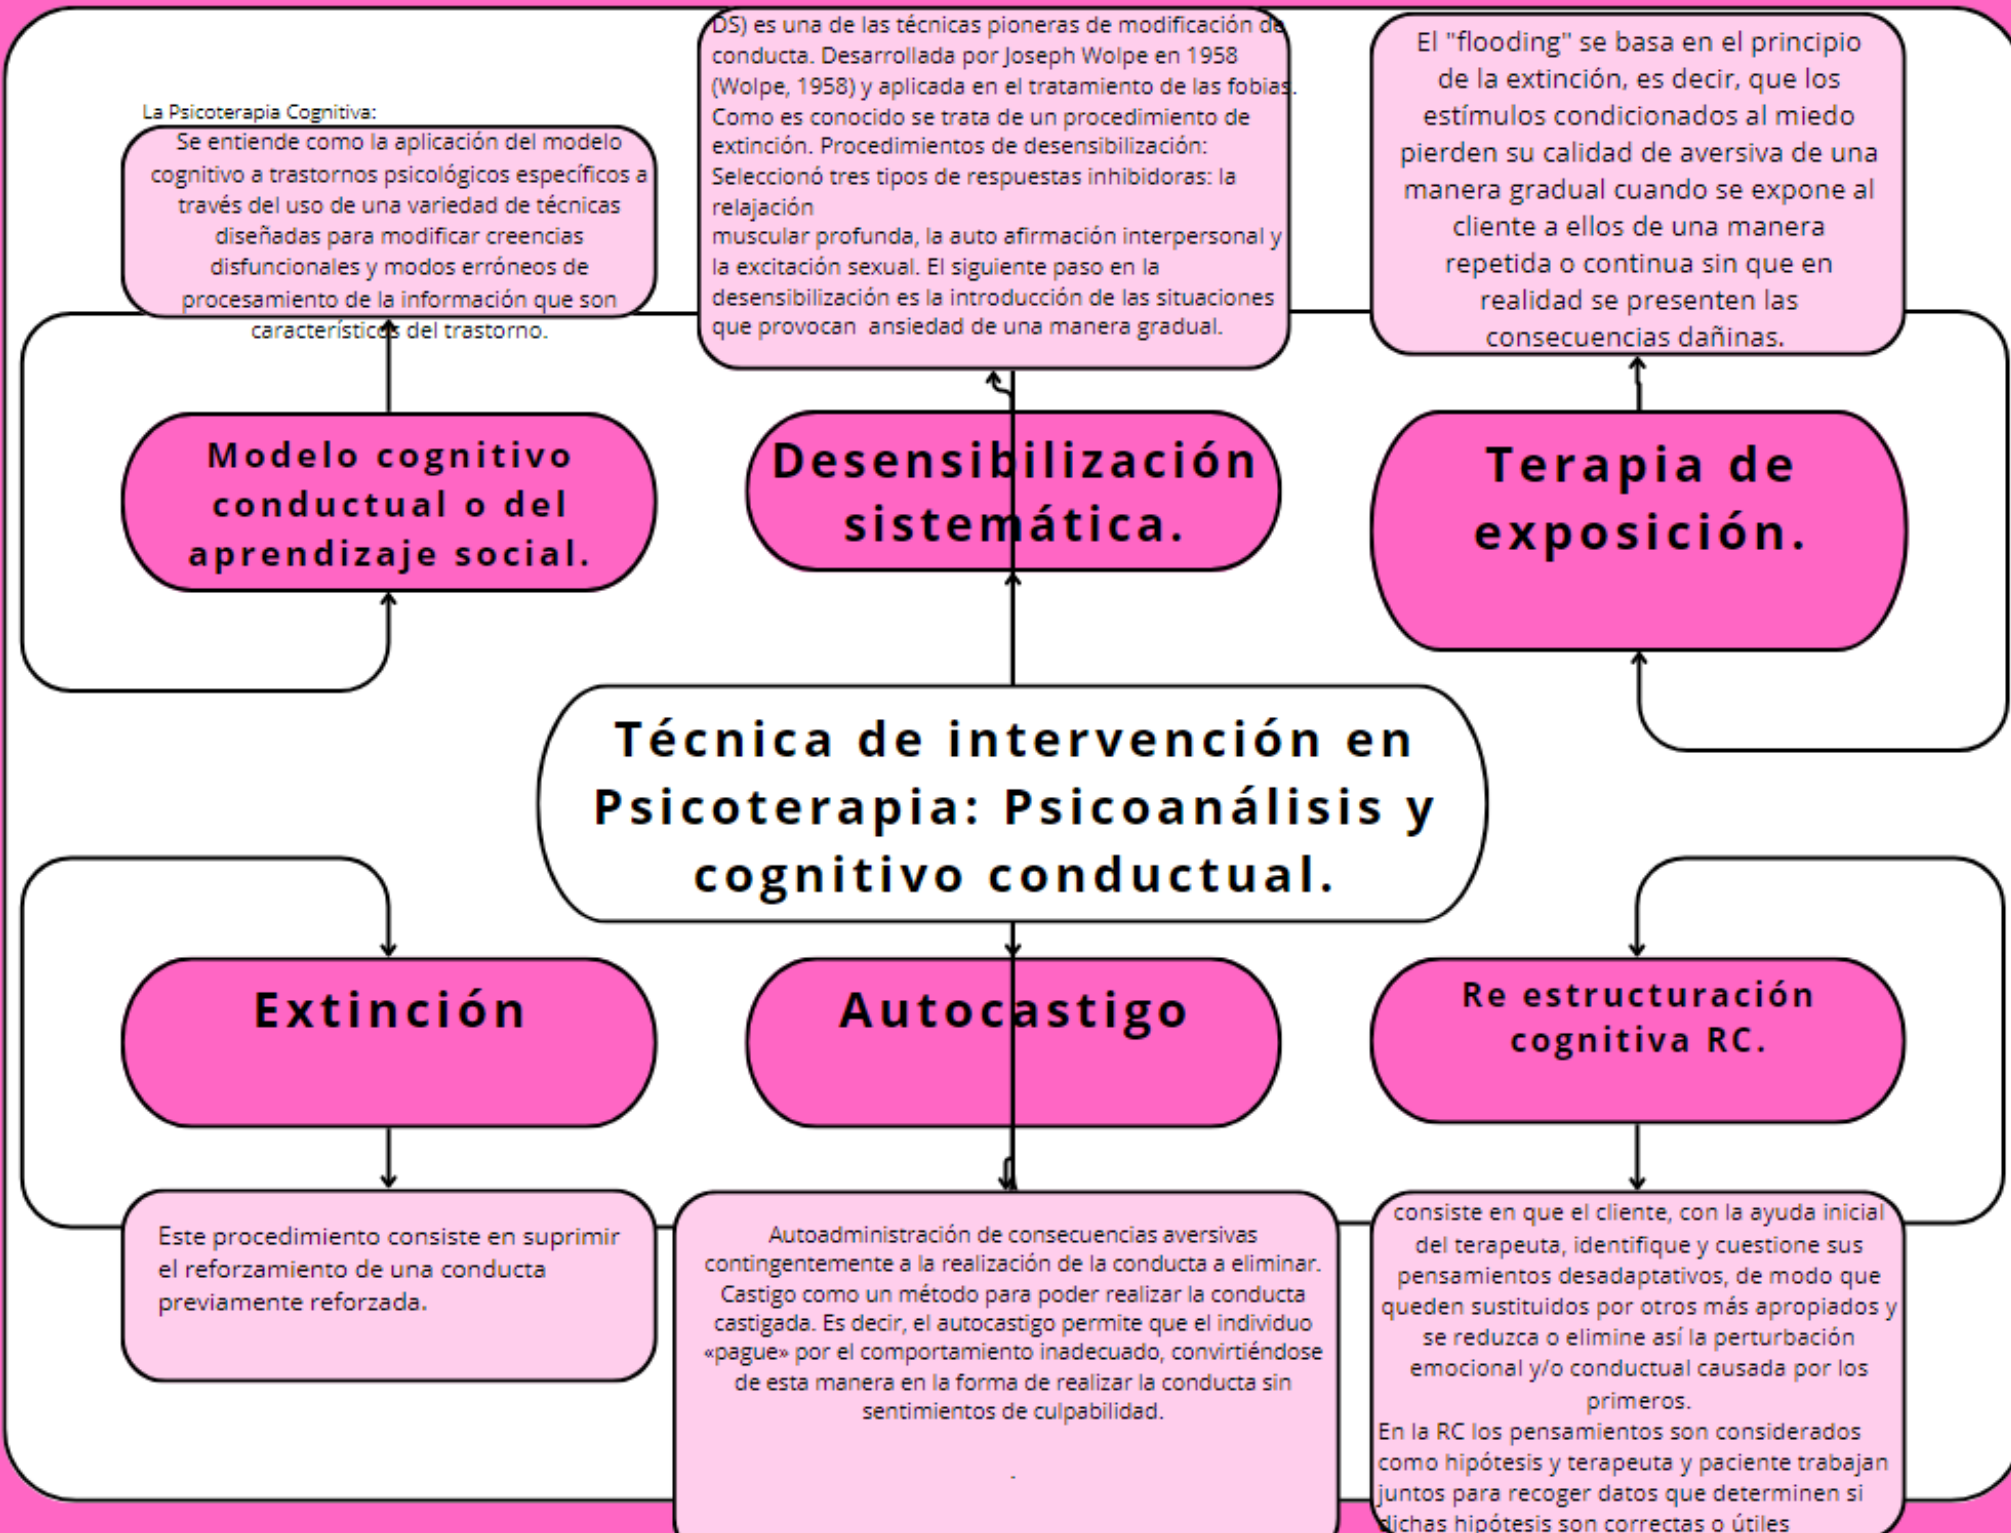 La Psicoterapia Cognitiva:
Se entiende como la aplicación del modelo
cognitivo a trastornos psicológicos específicos a
través del uso de una variedad de técnicas
diseñadas para modificar creencias
disfuncionales y modos erróneos de
procesamiento de la información que son
característicos del trastorno.
DS) es una de las técnicas pioneras de modificación de
conducta. Desarrollada por Joseph Wolpe en 1958
(Wolpe, 1958) y aplicada en el tratamiento de las fobias.
Como es conocido se trata de un procedimiento de
extinción. Procedimientos de desensibilización:
Seleccionó tres tipos de respuestas inhibidoras: la
relajación
muscular profunda, la auto afirmación interpersonal y
la excitación sexual. El siguiente paso en la
desensibilización es la introducción de las situaciones
que provocan ansiedad de una manera gradual.
El "flooding" se basa en el principio
de la extinción, es decir, que los
estímulos condicionados al miedo
pierden su calidad de aversiva de una
manera gradual cuando se expone al
cliente a ellos de una manera
repetida o continua sin que en
realidad se presenten las
consecuencias dañinas.
Modelo cognitivo
conductual o del
aprendizaje social.
Desensibilización
sistemática.
Terapia de
exposición.
Técnica de intervención en
Psicoterapia: Psicoanálisis y
cognitivo conductual.
Extinción
Autocastigo
Re estructuración
cognitiva RC.
Este procedimiento consiste en suprimir
el reforzamiento de una conducta
previamente reforzada.
Autoadministración de consecuencias aversivas
contingentemente a la realización de la conducta a eliminar.
Castigo como un método para poder realizar la conducta
castigada. Es decir, el autocastigo permite que el individuo
«pague» por el comportamiento inadecuado, convirtiéndose
de esta manera en la forma de realizar la conducta sin
sentimientos de culpabilidad.
.
consiste en que el cliente, con la ayuda inicial
del terapeuta, identifique y cuestione sus
pensamientos desadaptativos, de modo que
queden sustituidos por otros más apropiados y
se reduzca o elimine así la perturbación
emocional y/o conductual causada por los
primeros.
En la RC los pensamientos son considerados
como hipótesis y terapeuta y paciente trabajan
juntos para recoger datos que determinen si
dichas hipótesis son correctas o útiles